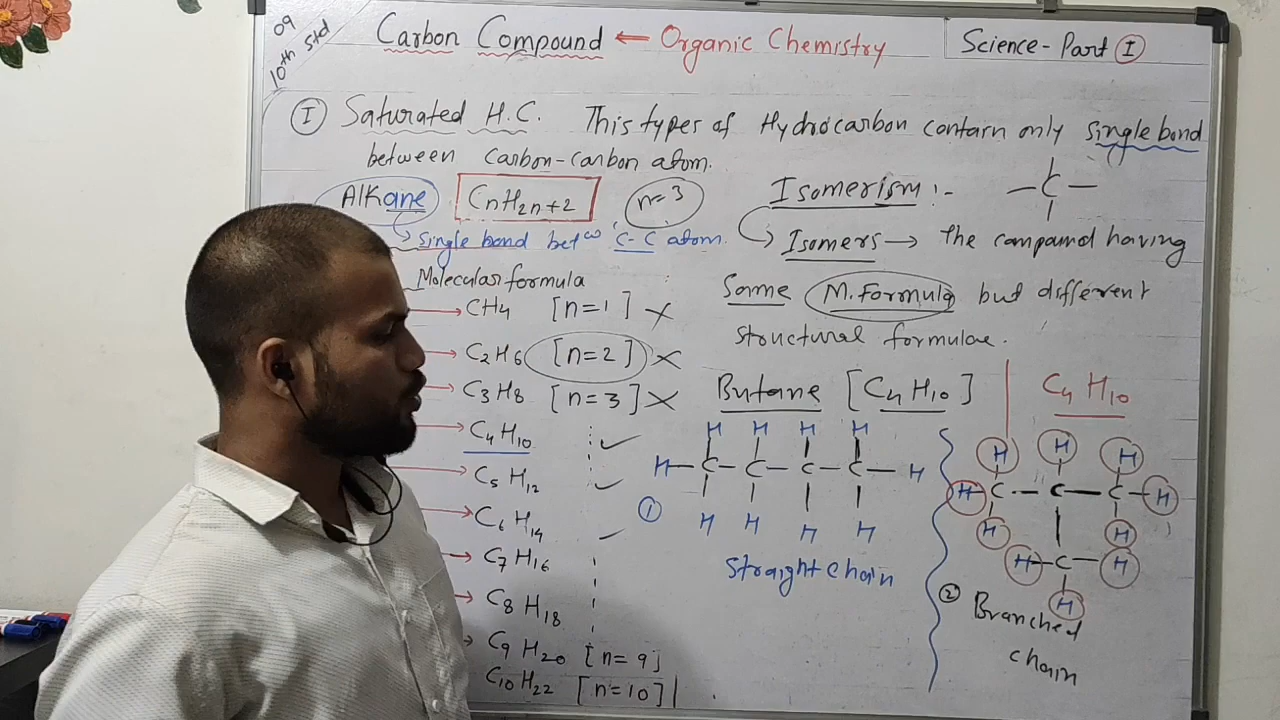 09
10th std
Carbon Compound ⇐ Organic Chemistry
Science-Part I
I Saturated H.C. This types of Hydrocarbon contain only single bond
between Carbon-carbon atom.
Alkane CnH2n+2 n=3
single bond betw C-C atom.
Molecular formula
CH4 [n=1] ×
C2H6 [n=2] ×
C3H8 [n=3] ×
C4H10 ✓
C5H12 ✓
C6H14 ✓
C7H16
C8H18
C9H20 [n=9]
C10H22 [n=10]
Isomerism :-
–C–
Isomers → the compound having
Same M.Formula but different
structural formulae.
Butane [C4H10]
H H H H
H–C–C–C–C–H
H H H H
1
straight chain
C4H10
H H H
H–C–C–C–H
H H
H–C–H
H
2 Branched
chain